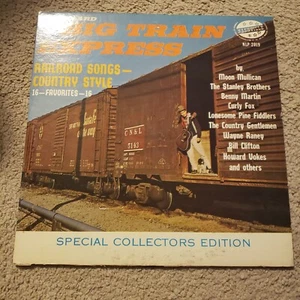 BIG TRAIN
EXPRESS
RAILROAD SONGS—
COUNTRY STYLE
16—FAVORITES—16
by
Moon Mullican
The Stanley Brothers
Benny Martin
Curly Fox
Lonesome Pine Fiddlers
The Country Gentlemen
Wayne Raney
Bill Clifton
Howard Vokes
and others
SPECIAL COLLECTORS EDITION